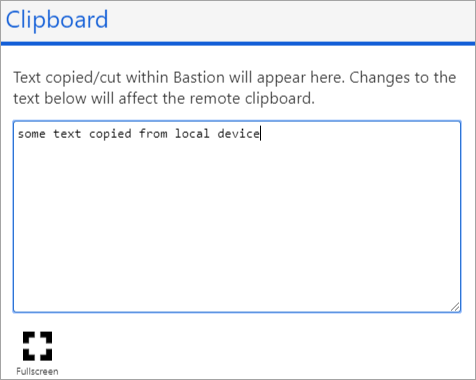 Clipboard
Text copied/cut within Bastion will appear here. Changes to the
text below will affect the remote clipboard.
some text copied from local device
Fullscreen